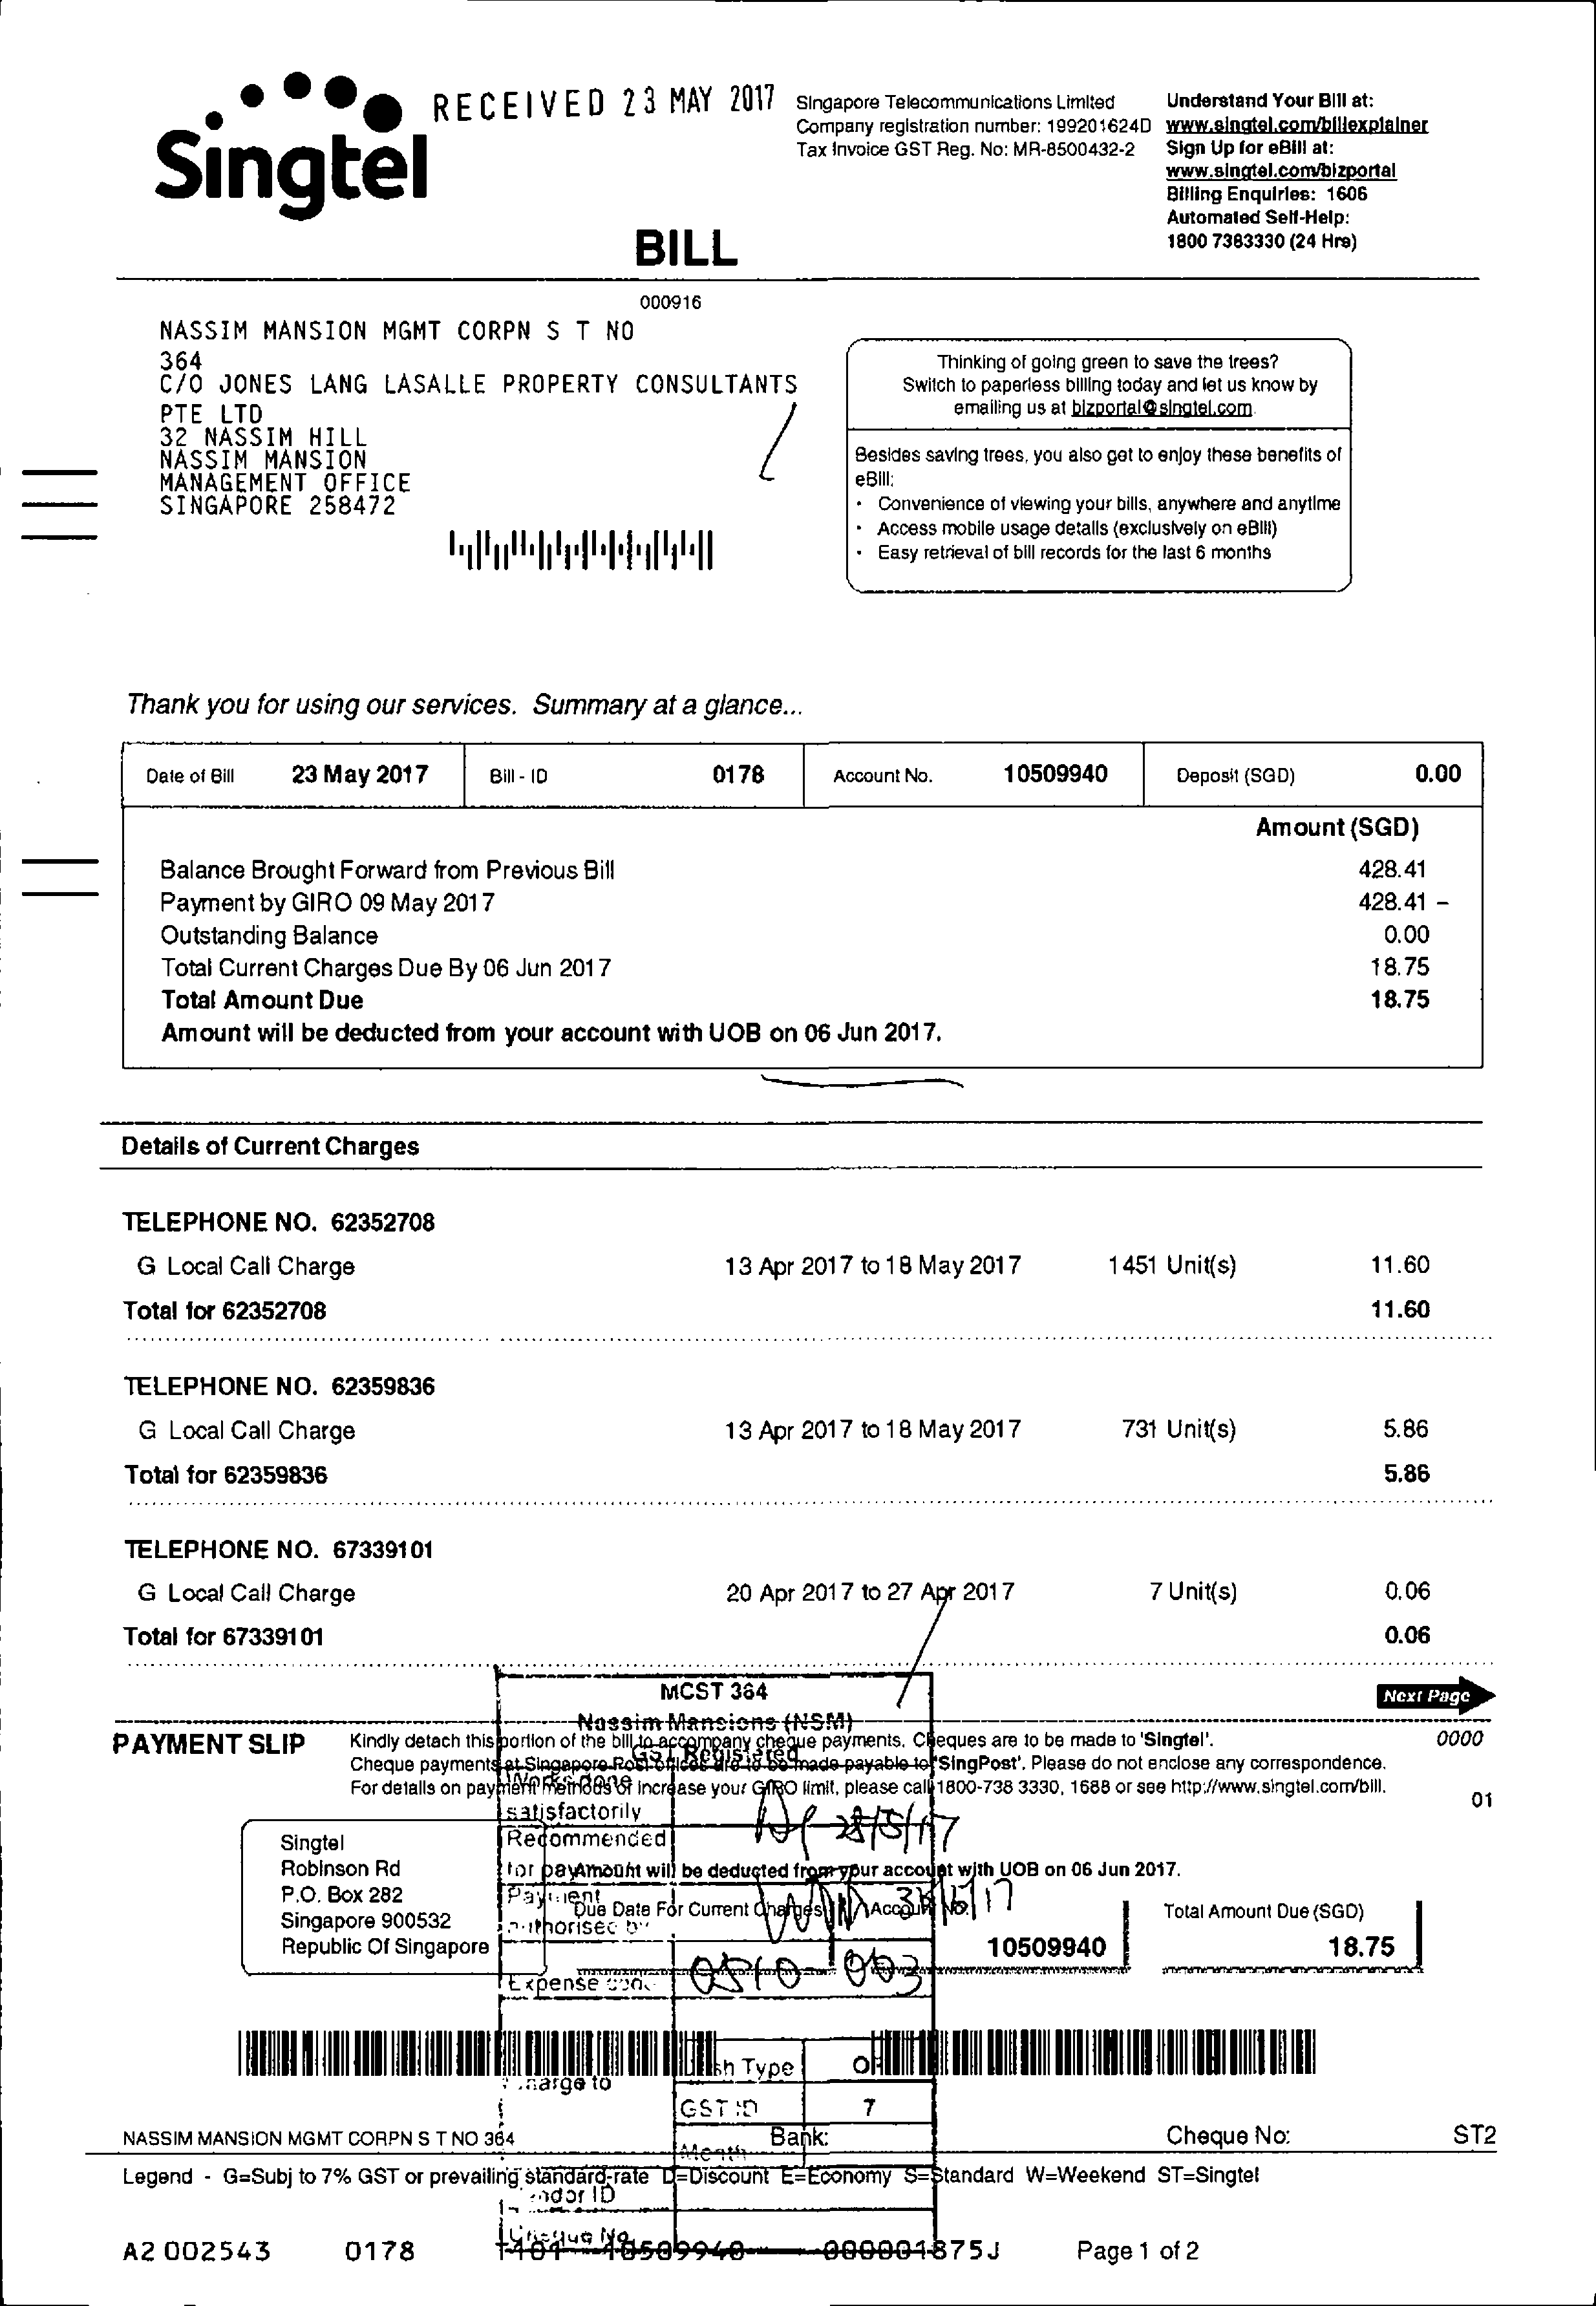 Singtel
RECEIVED 23 MAY 2017
Singapore Telecommunications Limited
Company registration number: 199201624D
Tax Invoice GST Reg. No: MR-8500432-2
Understand Your Bill at:
www.singtel.com/billexplainer
Sign Up for eBill at:
www.singtel.com/bizportal
Billing Enquiries: 1606
Automated Self-Help:
1800 7383330 (24 Hrs)
BILL
000916
NASSIM MANSION MGMT CORPN S T NO
364
C/O JONES LANG LASALLE PROPERTY CONSULTANTS
PTE LTD
32 NASSIM HILL
NASSIM MANSION
MANAGEMENT OFFICE
SINGAPORE 258472
Thinking of going green to save the trees?
Switch to paperless billing today and let us know by
emailing us at bizportal@singtel.com.
Besides saving trees, you also get to enjoy these benefits of
eBill:
· Convenience of viewing your bills, anywhere and anytime
· Access mobile usage details (exclusively on eBill)
· Easy retrieval of bill records for the last 6 months
Thank you for using our services. Summary at a glance...
Date of Bill 23 May 2017 Bill - ID 0178 Account No. 10509940 Deposit (SGD) 0.00
Amount (SGD)
Balance Brought Forward from Previous Bill 428.41
Payment by GIRO 09 May 2017 428.41 –
Outstanding Balance 0.00
Total Current Charges Due By 06 Jun 2017 18.75
Total Amount Due 18.75
Amount will be deducted from your account with UOB on 06 Jun 2017.
Details of Current Charges
TELEPHONE NO. 62352708
G Local Call Charge 13 Apr 2017 to 18 May 2017 1451 Unit(s) 11.60
Total for 62352708 11.60
TELEPHONE NO. 62359836
G Local Call Charge 13 Apr 2017 to 18 May 2017 731 Unit(s) 5.86
Total for 62359836 5.86
TELEPHONE NO. 67339101
G Local Call Charge 20 Apr 2017 to 27 Apr 2017 7 Unit(s) 0.06
Total for 67339101 0.06
Next Page
MCST 364
Nassim Mansions (NSM)
GST Registered
PAYMENT SLIP
Kindly detach this portion of the bill to accompany cheque payments. Cheques are to be made to 'Singtel'.
Cheque payments at Singapore Post offices are to be made payable to 'SingPost'. Please do not enclose any correspondence.
For details on payment methods or increase your GIRO limit, please call 1800-738 3330, 1688 or see http://www.singtel.com/bill.
0000
01
Works done
satisfactorily
Recommended
for
Payment
authorised by
Expense code
0510-003
Singtel
Robinson Rd
P.O. Box 282
Singapore 900532
Republic Of Singapore
Amount will be deducted from your account with UOB on 06 Jun 2017.
Due Date For Current Charges
Account No.
10509940
Total Amount Due (SGD)
18.75
Type
Charge to
GST ID 7
Month
NASSIM MANSION MGMT CORPN S T NO 364 Bank: Cheque No: ST2
Legend - G=Subj to 7% GST or prevailing standard-rate D=Discount E=Economy S=Standard W=Weekend ST=Singtel
Vendor ID
Cheque No.
A2 002543 0178 T401 10509940 000001875J Page 1 of 2